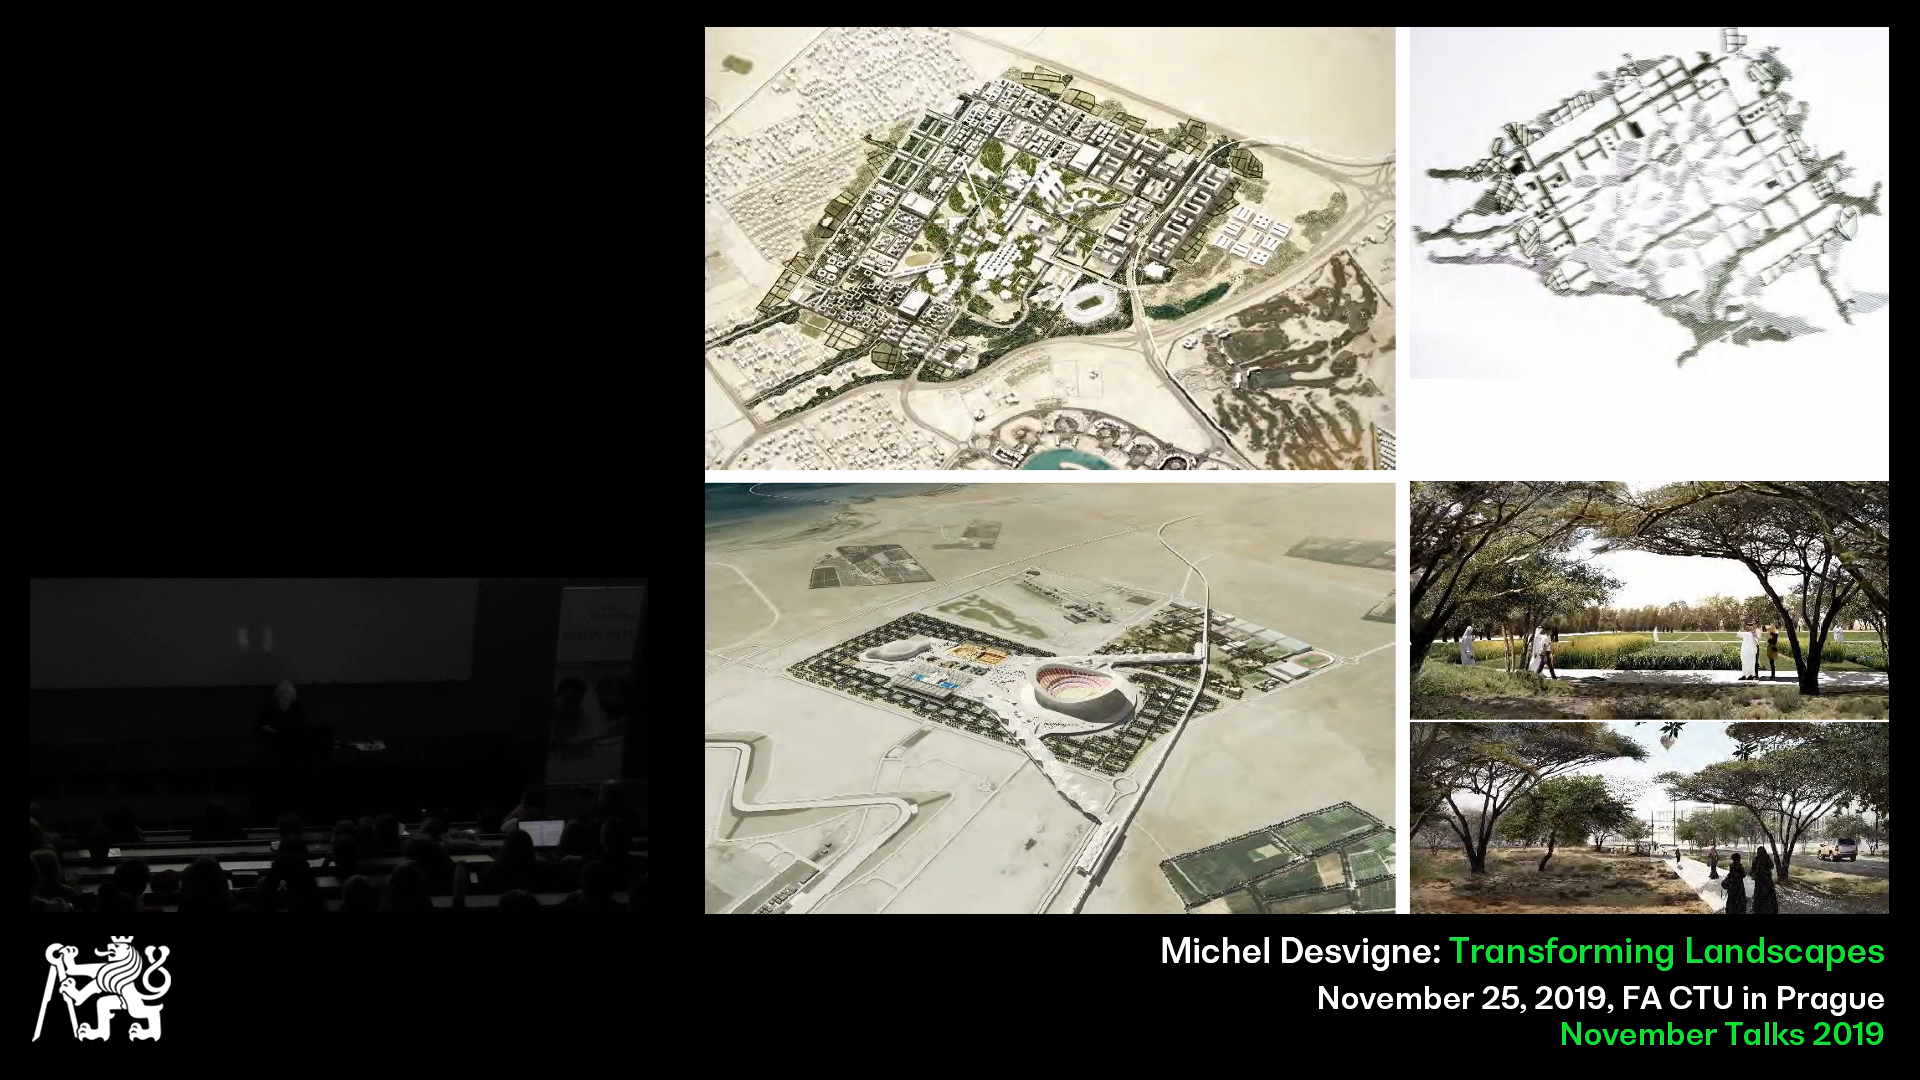 Michel Desvigne: Transforming Landscapes
November 25, 2019, FA CTU in Prague
November Talks 2019